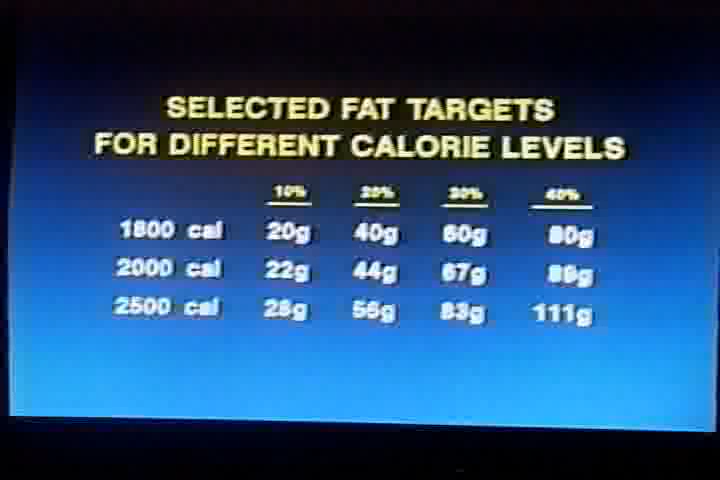 SELECTED FAT TARGETS
FOR DIFFERENT CALORIE LEVELS
10% 20% 30% 40%
1800 cal 20g 40g 60g 80g
2000 cal 22g 44g 67g 89g
2500 cal 28g 56g 83g 111g